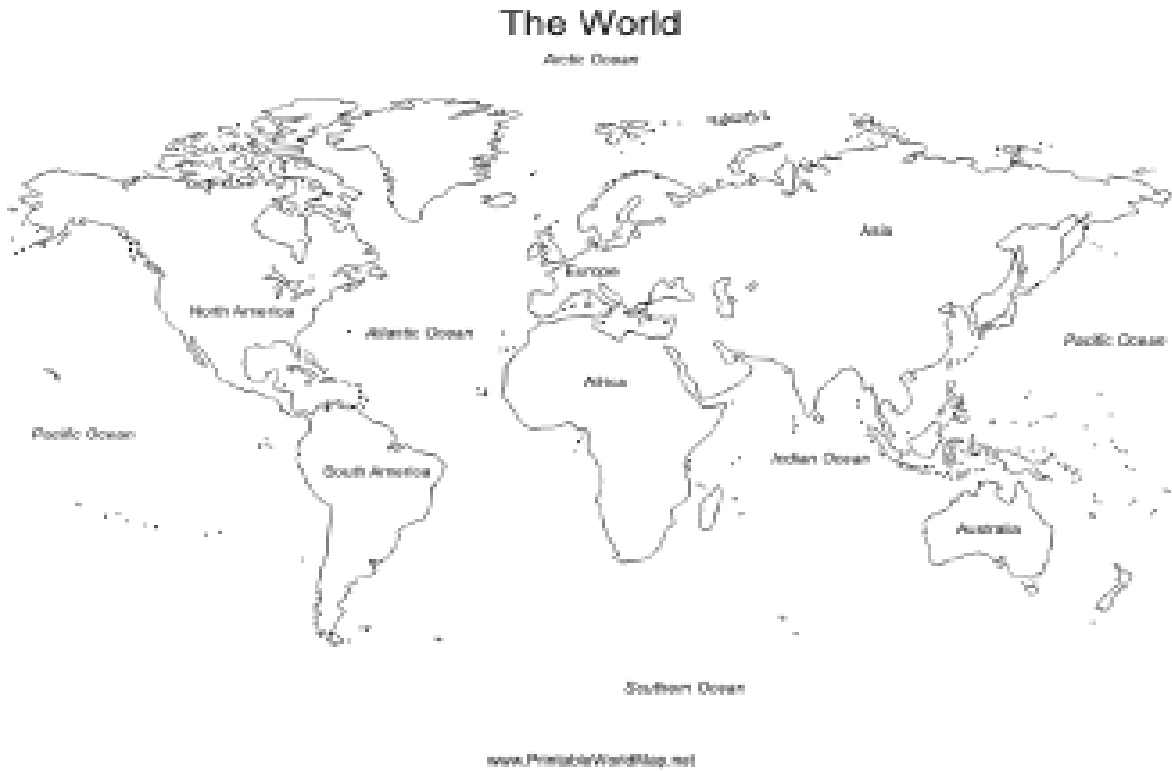 The World
Arctic Ocean
Asia
Europe
North America
Atlantic Ocean
Pacific Ocean
Africa
Pacific Ocean
Indian Ocean
South America
Australia
Southern Ocean
www.PrintableWorldMap.net